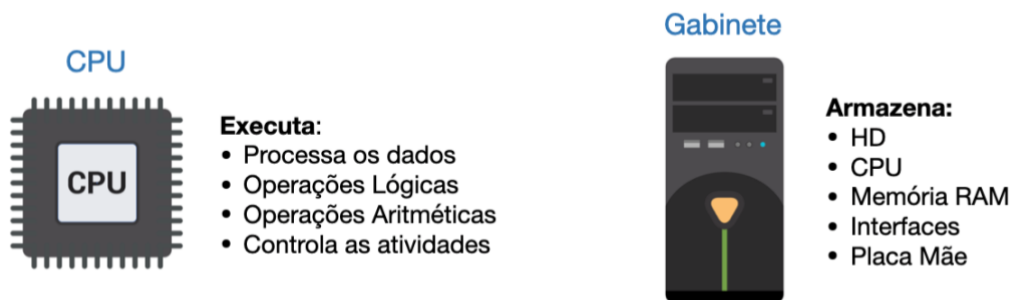 CPU
CPU
Executa:
• Processa os dados
• Operações Lógicas
• Operações Aritméticas
• Controla as atividades
Gabinete
Armazena:
• HD
• CPU
• Memória RAM
• Interfaces
• Placa Mãe